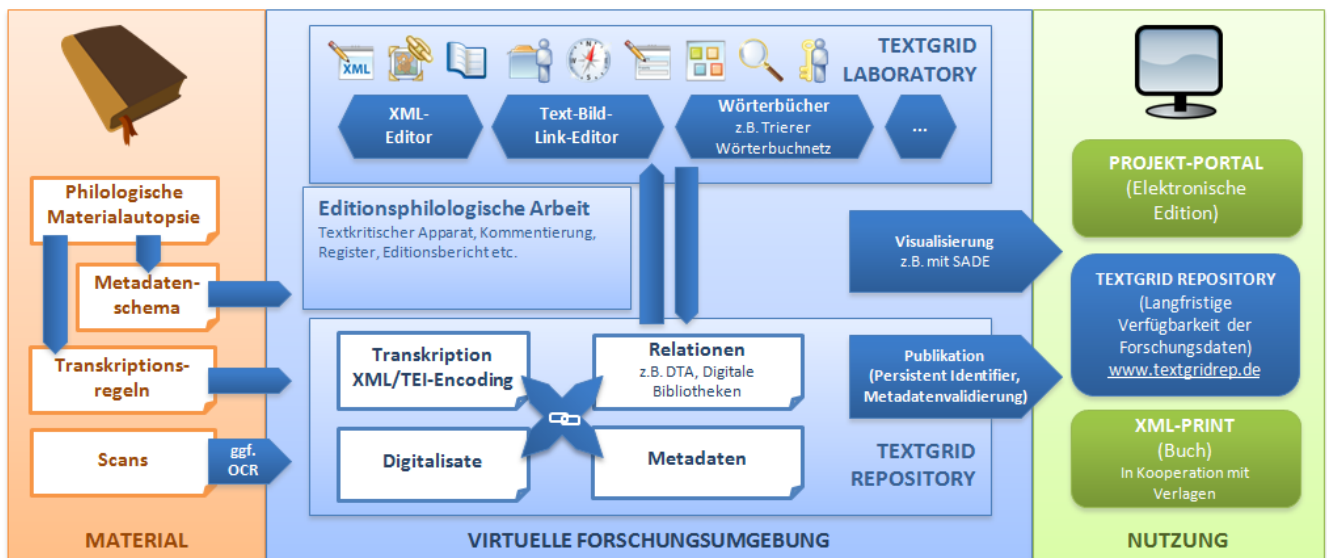 Philologische
Materialautopsie
Metadaten-
schema
Transkriptions-
regeln
Scans
ggf.
OCR
MATERIAL
XML
TEXTGRID
LABORATORY
XML-
Editor
Text-Bild-
Link-Editor
Wörterbücher
z.B. Trierer
Wörterbuchnetz
...
Editionsphilologische Arbeit
Textkritischer Apparat, Kommentierung,
Register, Editionsbericht etc.
Transkription
XML/TEI-Encoding
Relationen
z.B. DTA, Digitale
Bibliotheken
Digitalisate
Metadaten
TEXTGRID
REPOSITORY
Visualisierung
z.B. mit SADE
Publikation
(Persistent Identifier,
Metadatenvalidierung)
VIRTUELLE FORSCHUNGSUMGEBUNG
PROJEKT-PORTAL
(Elektronische
Edition)
TEXTGRID REPOSITORY
(Langfristige
Verfügbarkeit der
Forschungsdaten)
www.textgridrep.de
XML-PRINT
(Buch)
In Kooperation mit
Verlagen
NUTZUNG